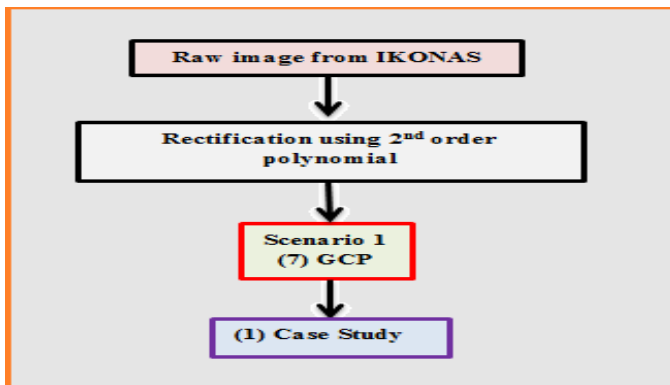 Raw image from IKONAS
Rectification using 2nd order
polynomial
Scenario 1
(7) GCP
(1) Case Study